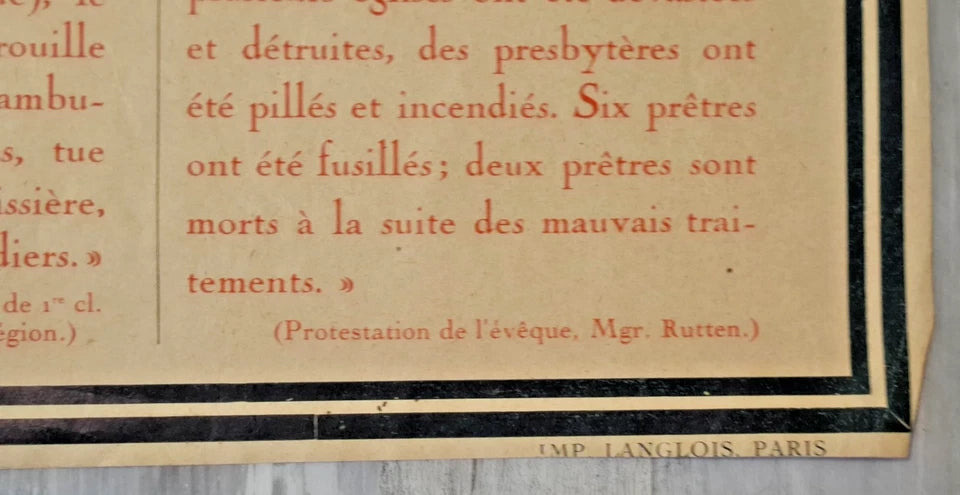 rouille
ambu-
s, tue
issière,
diers. »
de 1re cl.
égion.)
et détruites, des presbytères ont
été pillés et incendiés. Six prêtres
ont été fusillés; deux prêtres sont
morts à la suite des mauvais trai-
tements. »
(Protestation de l'évêque, Mgr. Rutten.)
IMP. LANGLOIS. PARIS